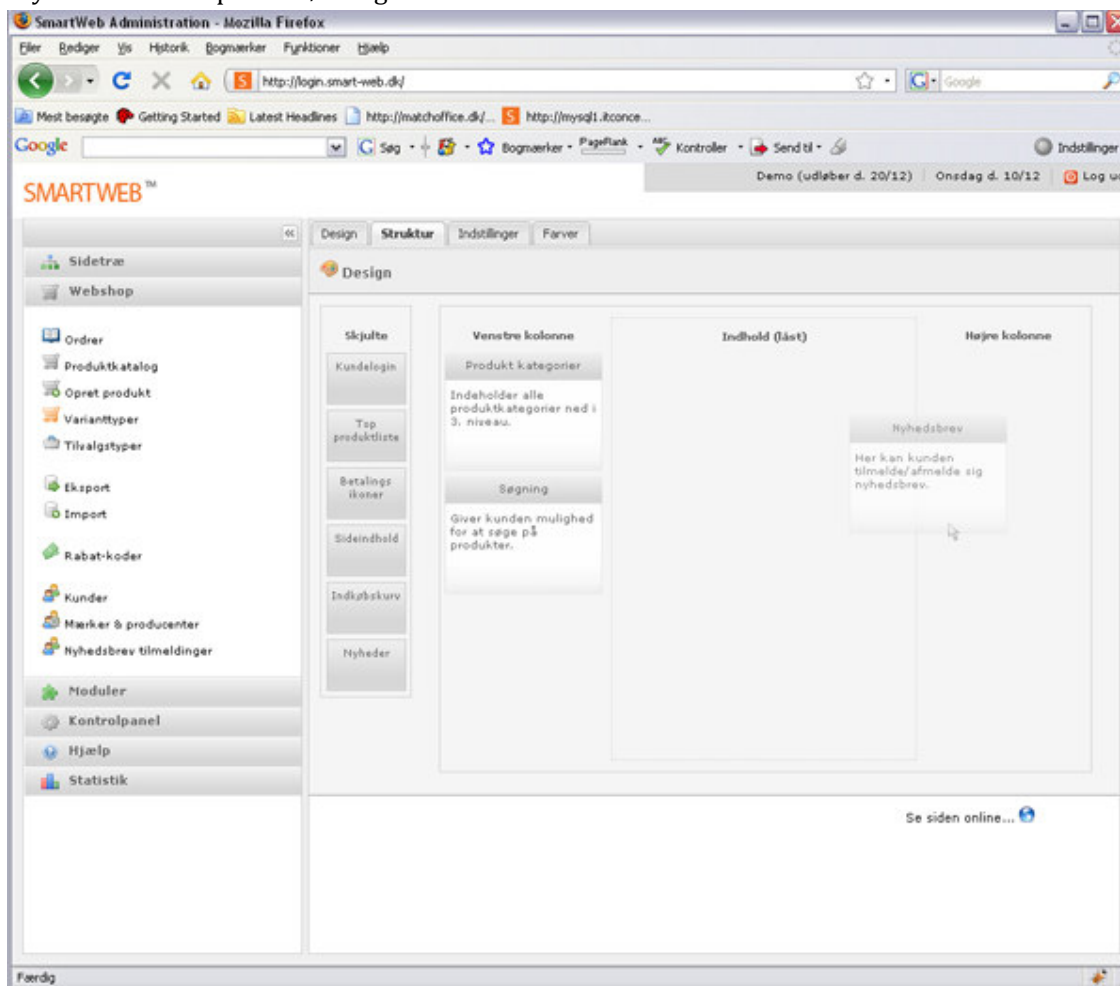 SmartWeb Administration - Mozilla Firefox
Filer Rediger Vis Historik Bogmærker Funktioner Hjælp
http://login.smart-web.dk/ Google
Mest besøgte Getting Started Latest Headlines http://matchoffice.dk/... http://mysql1.itconce...
Google Søg Bogmærker PageRank Kontroller Send til Indstillinger
SMARTWEB™ Demo (udløber d. 20/12) Onsdag d. 10/12 Log u
Design Struktur Indstillinger Farver
Sidetræ
Design
Webshop
Ordrer
Produktkatalog
Opret produkt
Varianttyper
Tilvalgstyper
Eksport
Import
Rabat-koder
Kunder
Mærker & producenter
Nyhedsbrev tilmeldinger
Moduler
Kontrolpanel
Hjælp
Statistik
Skjulte
Kundelogin
Top
produktliste
Betalings
ikoner
Sideindhold
Indkøbskurv
Nyheder
Venstre kolonne
Produkt kategorier
Indeholder alle
produktkategorier ned i
3. niveau.
Søgning
Giver kunden mulighed
for at søge på
produkter.
Indhold (låst)
Højre kolonne
Nyhedsbrev
Her kan kunden
tilmelde/afmelde sig
nyhedsbrev.
Se siden online...
Færdig